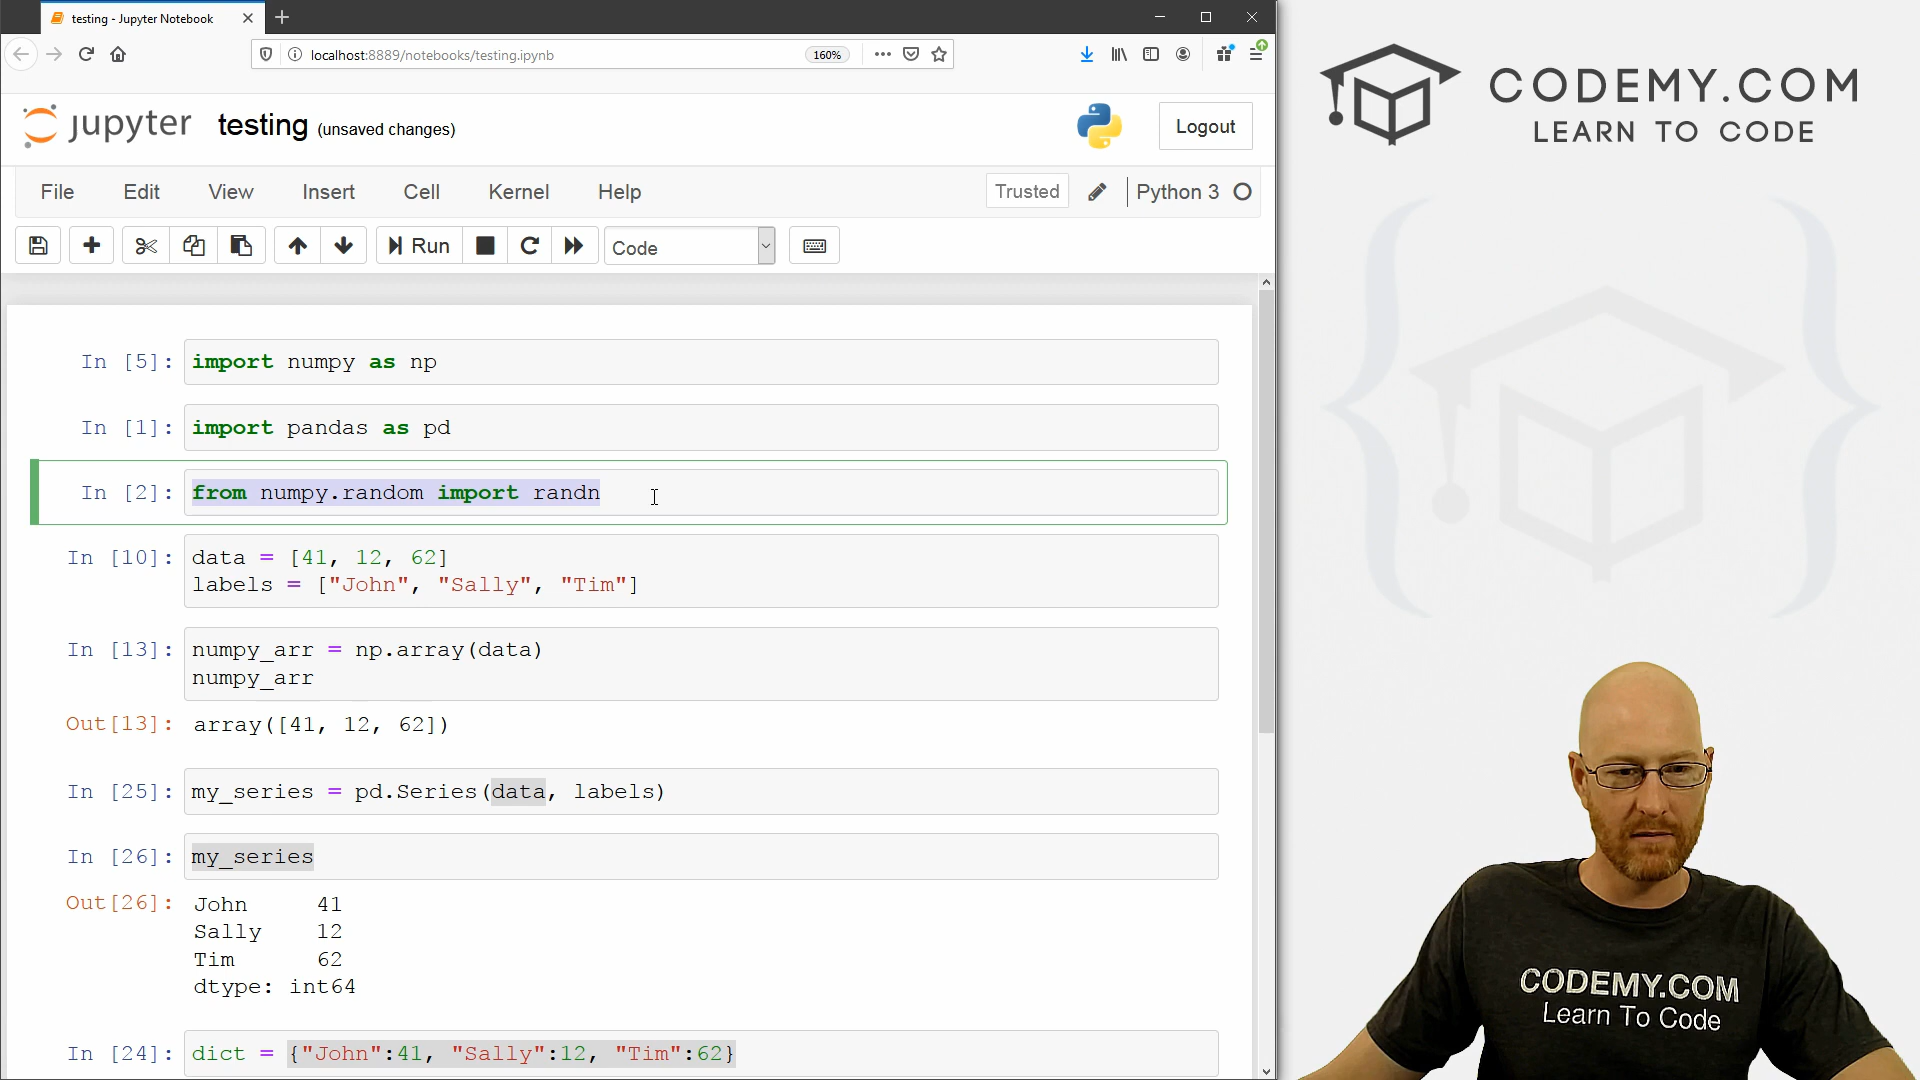 testing - Jupyter Notebook
localhost:8889/notebooks/testing.ipynb
160%
jupyter testing (unsaved changes)
Logout
File Edit View Insert Cell Kernel Help
Trusted
Python 3
Run
Code
In [5]: import numpy as np
In [1]: import pandas as pd
In [2]: from numpy.random import randn
In [10]: data = [41, 12, 62]
labels = ["John", "Sally", "Tim"]
In [13]: numpy_arr = np.array(data)
numpy_arr
Out[13]: array([41, 12, 62])
In [25]: my_series = pd.Series(data, labels)
In [26]: my_series
Out[26]: John 41
Sally 12
Tim 62
dtype: int64
In [24]: dict = {"John":41, "Sally":12, "Tim":62}
CODEMY.COM
LEARN TO CODE
CODEMY.COM
Learn To Code